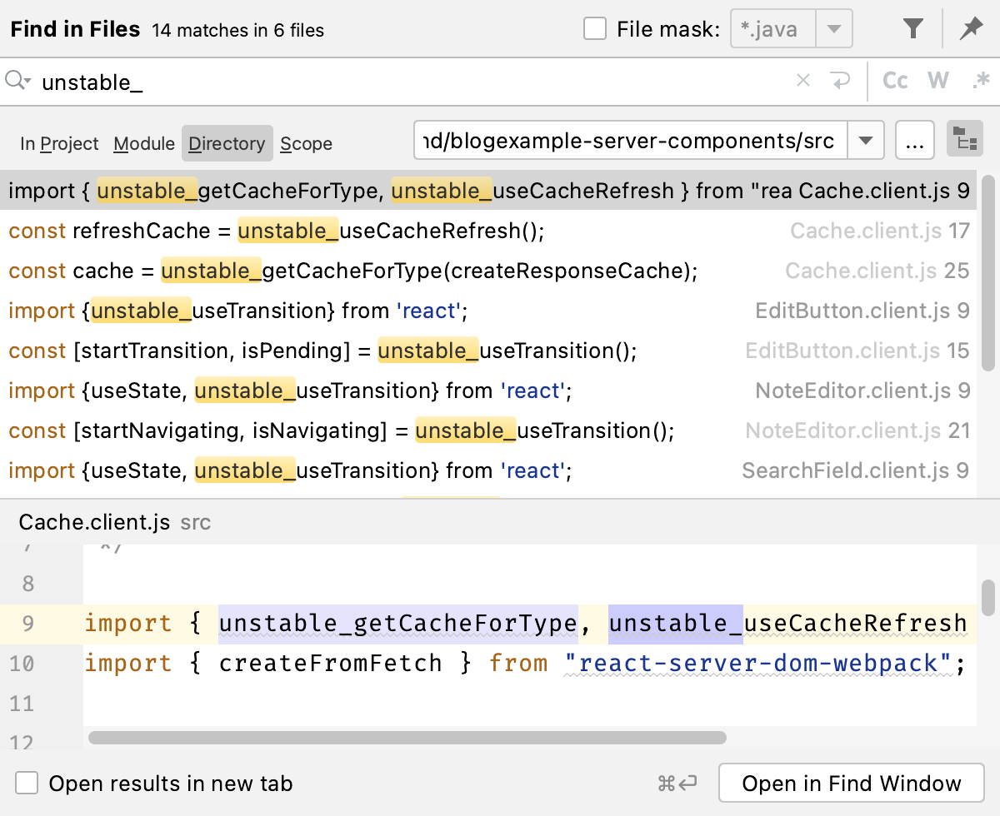 Find in Files 14 matches in 6 files File mask: *.java
unstable_ Cc W .*
In Project Module Directory Scope nd/blogexample-server-components/src ...
import { unstable_getCacheForType, unstable_useCacheRefresh } from "rea Cache.client.js 9
const refreshCache = unstable_useCacheRefresh(); Cache.client.js 17
const cache = unstable_getCacheForType(createResponseCache); Cache.client.js 25
import {unstable_useTransition} from 'react'; EditButton.client.js 9
const [startTransition, isPending] = unstable_useTransition(); EditButton.client.js 15
import {useState, unstable_useTransition} from 'react'; NoteEditor.client.js 9
const [startNavigating, isNavigating] = unstable_useTransition(); NoteEditor.client.js 21
import {useState, unstable_useTransition} from 'react'; SearchField.client.js 9
Cache.client.js src
7 */
8
9 import { unstable_getCacheForType, unstable_useCacheRefresh
10 import { createFromFetch } from "react-server-dom-webpack";
11
12
Open results in new tab ⌘⏎ Open in Find Window